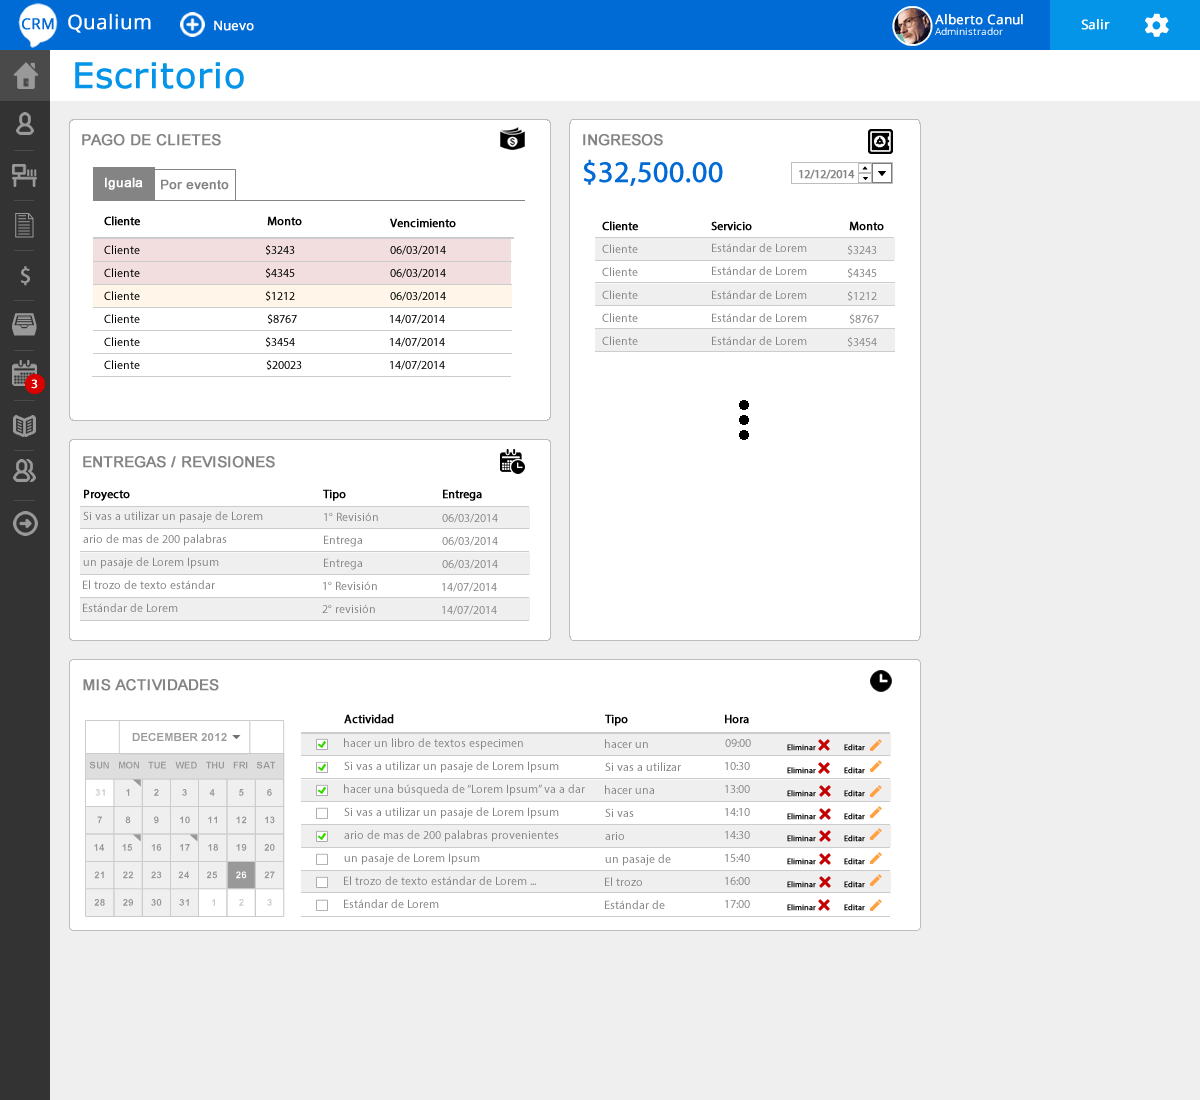 CRM Qualium Nuevo Alberto Canul Salir
Administrador
Escritorio
3
PAGO DE CLIETES
Iguala Por evento
Cliente Monto Vencimiento
Cliente $3243 06/03/2014
Cliente $4345 06/03/2014
Cliente $1212 06/03/2014
Cliente $8767 14/07/2014
Cliente $3454 14/07/2014
Cliente $20023 14/07/2014
INGRESOS
$32,500.00 12/12/2014
Cliente Servicio Monto
Cliente Estándar de Lorem $3243
Cliente Estándar de Lorem $4345
Cliente Estándar de Lorem $1212
Cliente Estándar de Lorem $8767
Cliente Estándar de Lorem $3454
ENTREGAS / REVISIONES
Proyecto Tipo Entrega
Si vas a utilizar un pasaje de Lorem 1° Revisión 06/03/2014
ario de mas de 200 palabras Entrega 06/03/2014
un pasaje de Lorem Ipsum Entrega 06/03/2014
El trozo de texto estándar 1° Revisión 14/07/2014
Estándar de Lorem 2° revisión 14/07/2014
MIS ACTIVIDADES
DECEMBER 2012
SUN MON TUE WED THU FRI SAT
31 1 2 3 4 5 6
7 8 9 10 11 12 13
14 15 16 17 18 19 20
21 22 23 24 25 26 27
28 29 30 31 1 2 3
Actividad Tipo Hora
hacer un libro de textos especimen hacer un 09:00 Eliminar Editar
Si vas a utilizar un pasaje de Lorem Ipsum Si vas a utilizar 10:30 Eliminar Editar
hacer una búsqueda de “Lorem Ipsum” va a dar hacer una 13:00 Eliminar Editar
Si vas a utilizar un pasaje de Lorem Ipsum Si vas 14:10 Eliminar Editar
ario de mas de 200 palabras provenientes ario 14:30 Eliminar Editar
un pasaje de Lorem Ipsum un pasaje de 15:40 Eliminar Editar
El trozo de texto estándar de Lorem ... El trozo 16:00 Eliminar Editar
Estándar de Lorem Estándar de 17:00 Eliminar Editar